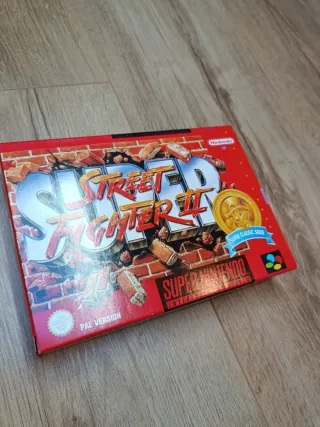 Nintendo
SUPER
STREET
FIGHTER II
SUPER CLASSIC SERIE
SUPER NINTENDO
PAL VERSION